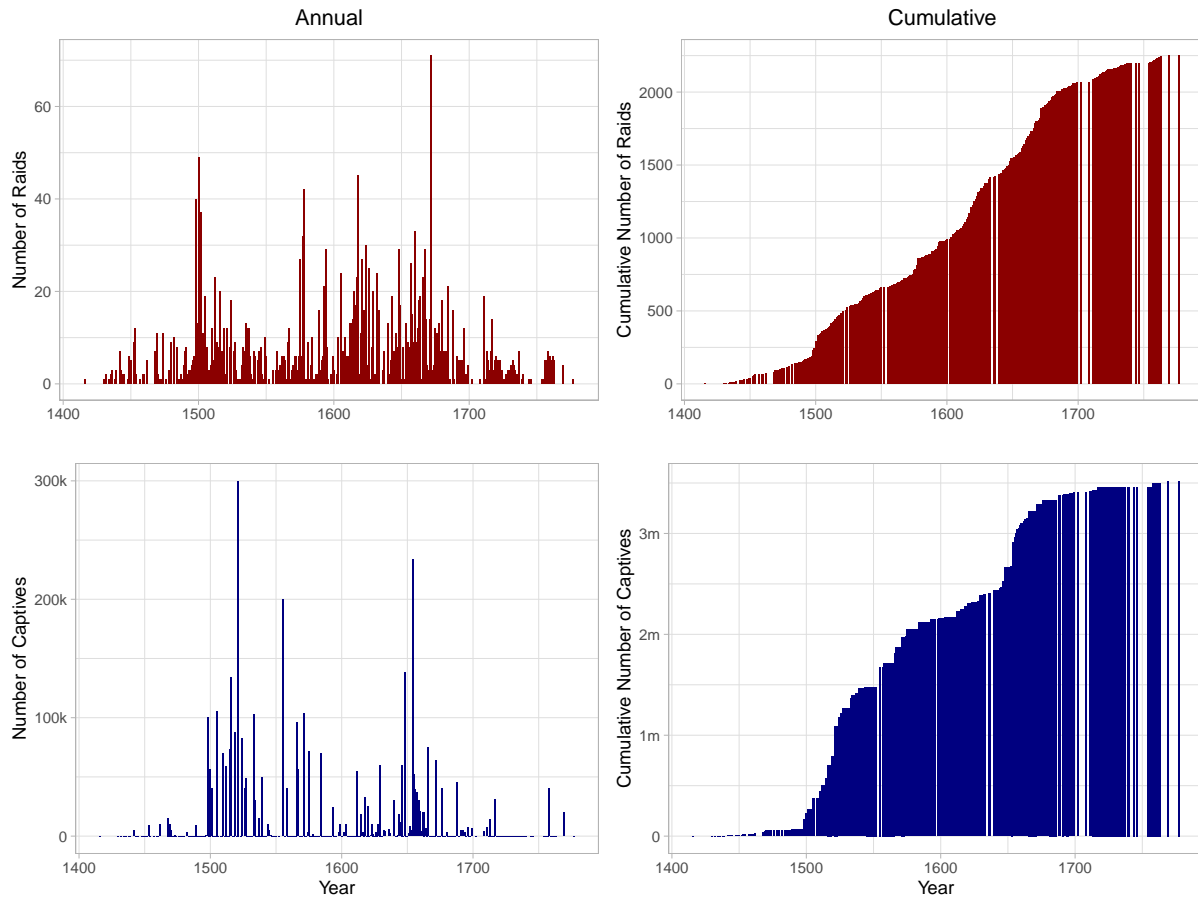 Annual
Cumulative
Number of Raids
60
40
20
0
1400 1500 1600 1700
Cumulative Number of Raids
2000
1500
1000
500
0
1400 1500 1600 1700
Number of Captives
300k
200k
100k
0
1400 1500 1600 1700
Year
Cumulative Number of Captives
3m
2m
1m
0
1400 1500 1600 1700
Year